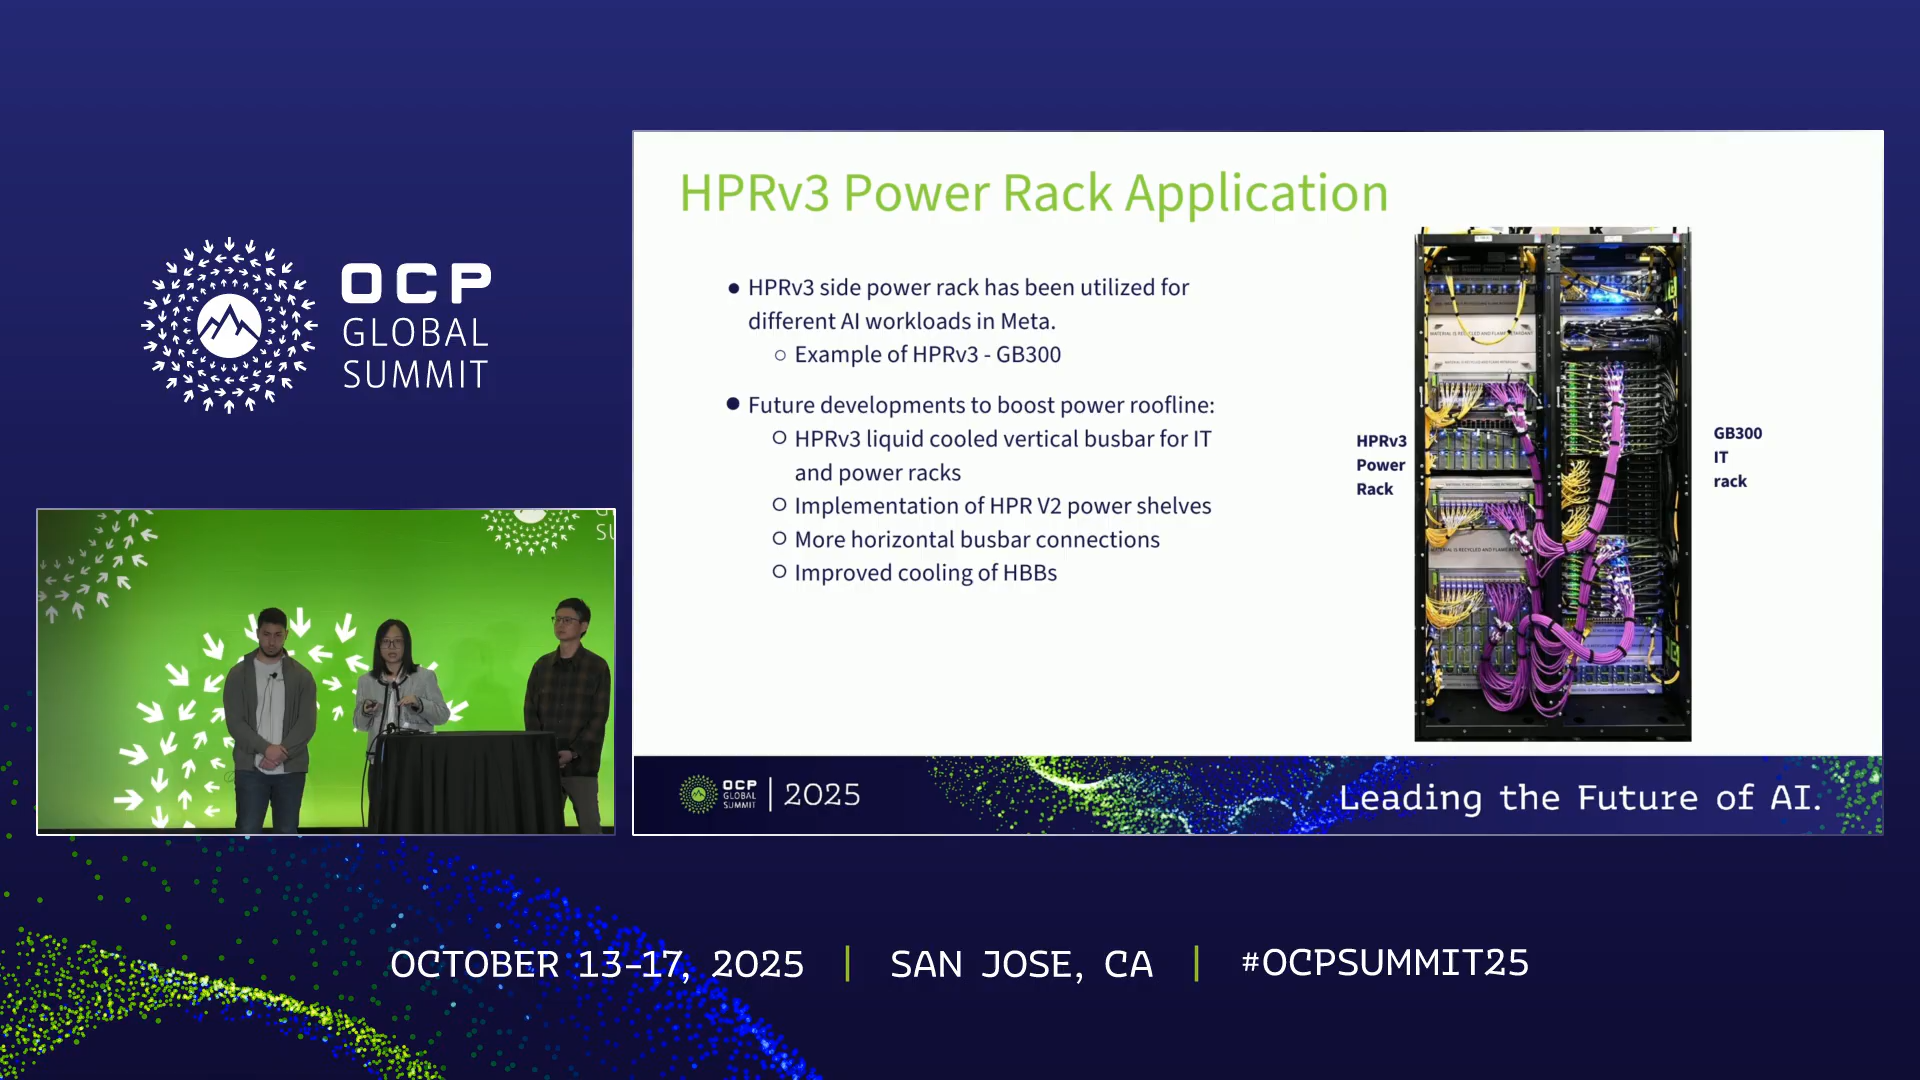 OCP
GLOBAL
SUMMIT
HPRv3 Power Rack Application
● HPRv3 side power rack has been utilized for
different AI workloads in Meta.
○ Example of HPRv3 - GB300
● Future developments to boost power roofline:
○ HPRv3 liquid cooled vertical busbar for IT
and power racks
○ Implementation of HPR V2 power shelves
○ More horizontal busbar connections
○ Improved cooling of HBBs
HPRv3
Power
Rack
GB300
IT
rack
OCP
GLOBAL
SUMMIT
2025
Leading the Future of AI.
OCTOBER 13-17, 2025 | SAN JOSE, CA | #OCPSUMMIT25